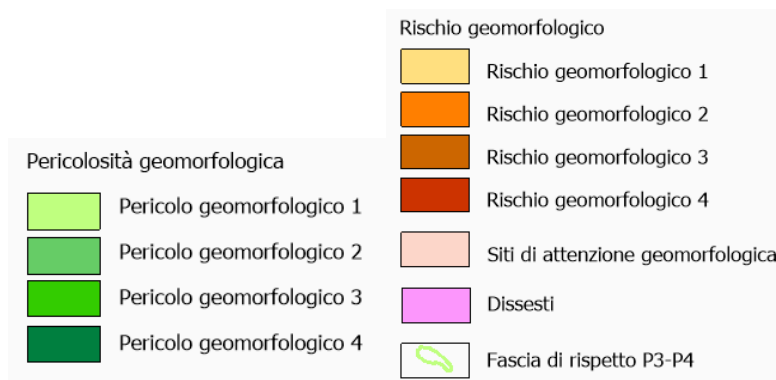 Pericolosità geomorfologica
Pericolo geomorfologico 1
Pericolo geomorfologico 2
Pericolo geomorfologico 3
Pericolo geomorfologico 4
Rischio geomorfologico
Rischio geomorfologico 1
Rischio geomorfologico 2
Rischio geomorfologico 3
Rischio geomorfologico 4
Siti di attenzione geomorfologica
Dissesti
Fascia di rispetto P3-P4